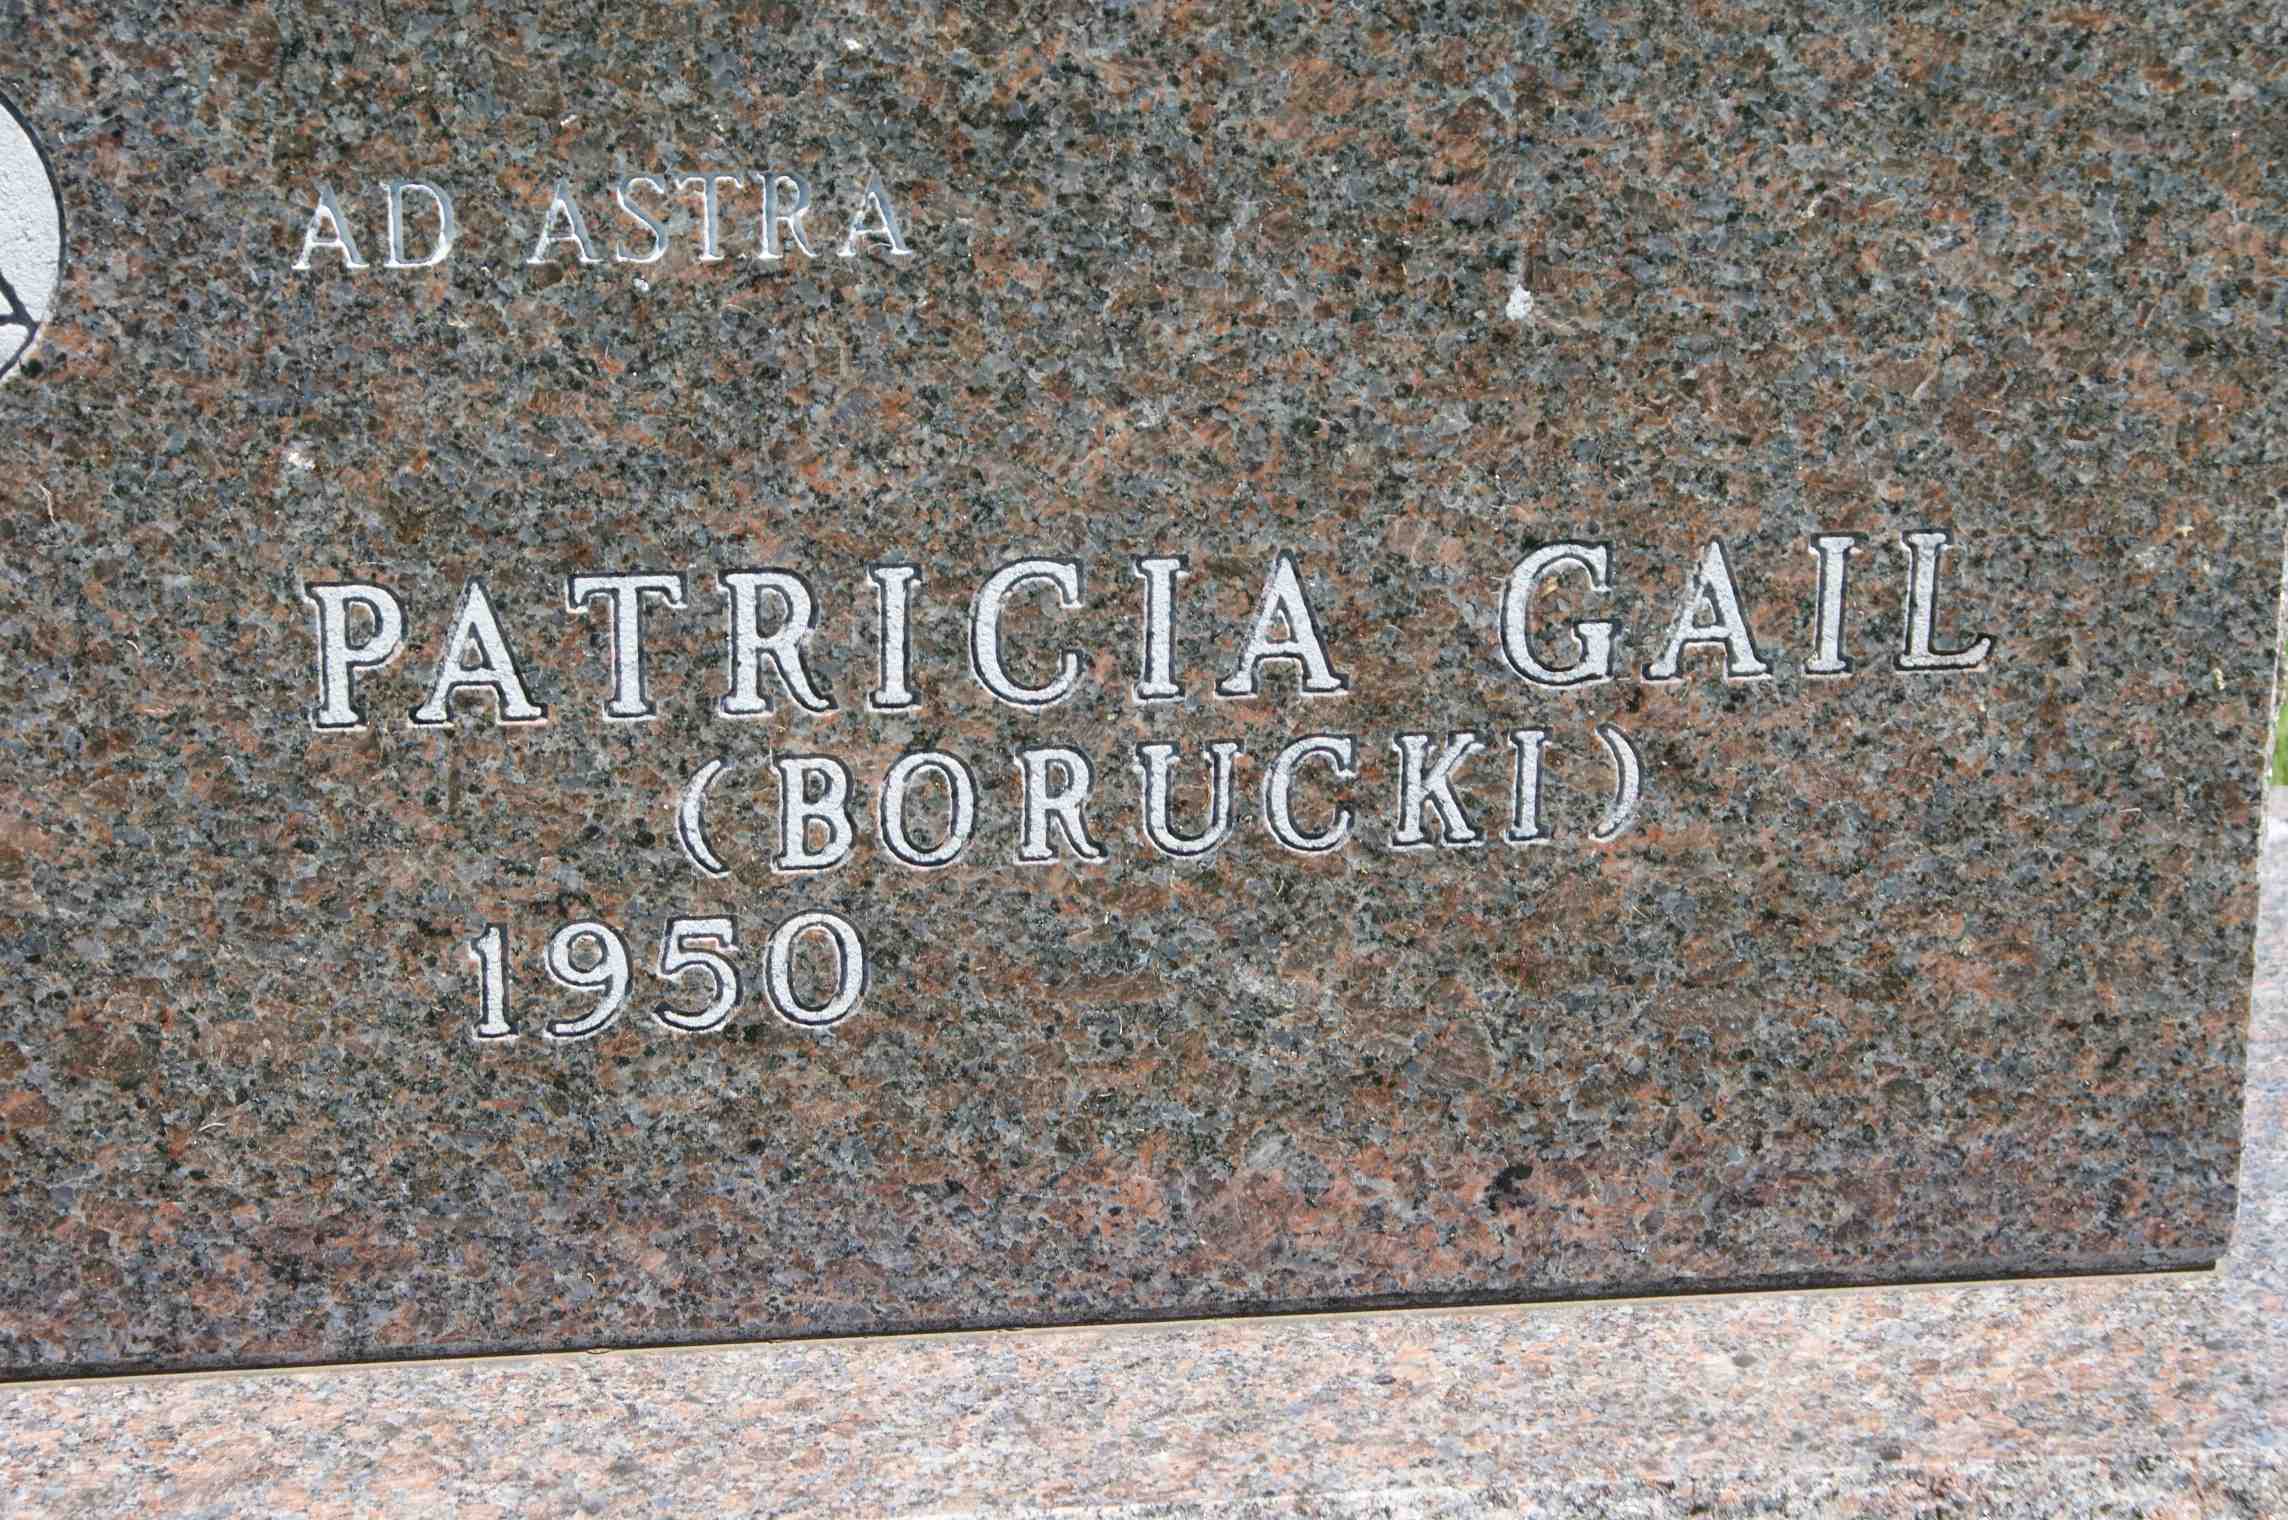 AD ASTRA
PATRICIA GAIL
(BORUCKI)
1950